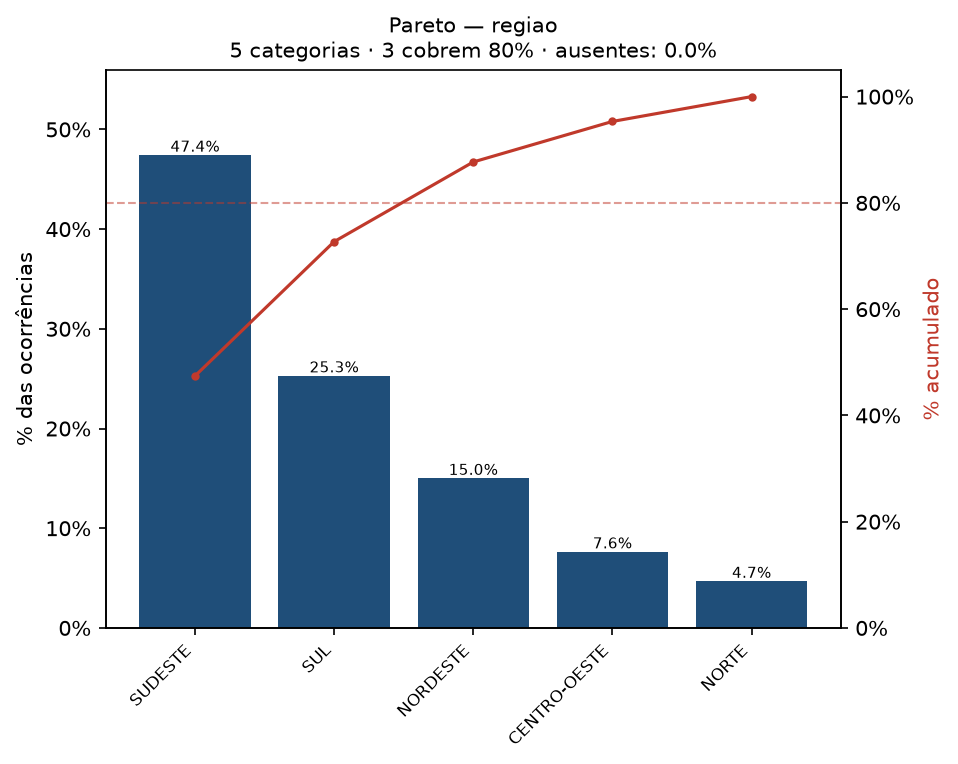 Pareto — regiao
5 categorias · 3 cobrem 80% · ausentes: 0.0%
% das ocorrências
50%
40%
30%
20%
10%
0%
47.4%
25.3%
15.0%
7.6%
4.7%
100%
80%
60%
40%
20%
0%
% acumulado
SUDESTE
SUL
NORDESTE
CENTRO-OESTE
NORTE